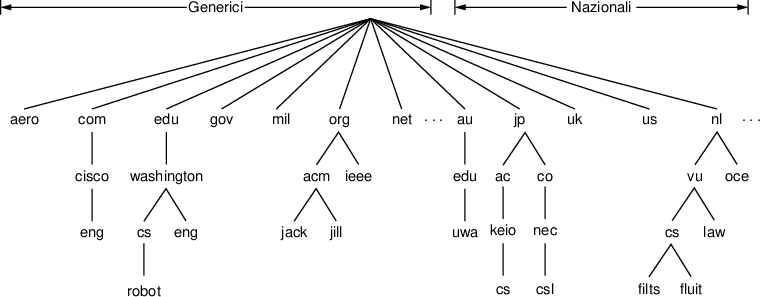 Generici Nazionali
aero com edu gov mil org net ··· au jp uk us nl ···
cisco washington acm ieee edu ac co vu oce
eng cs eng jack jill uwa keio nec cs law
robot cs csl filts fluit